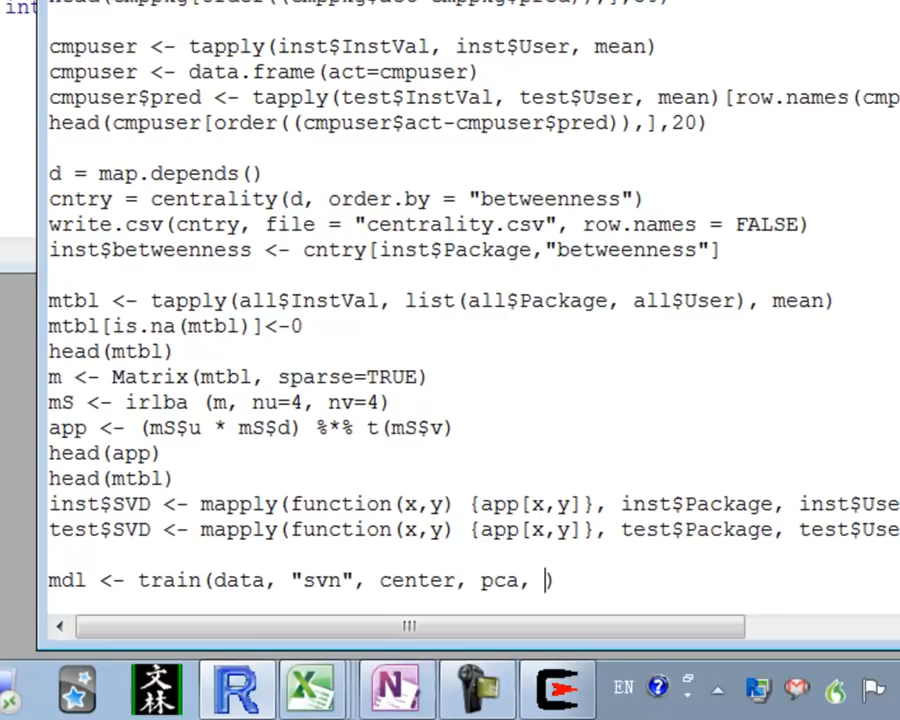 int
cmpuser <- tapply(inst$InstVal, inst$User, mean)
cmpuser <- data.frame(act=cmpuser)
cmpuser$pred <- tapply(test$InstVal, test$User, mean)[row.names(cmp
head(cmpuser[order((cmpuser$act-cmpuser$pred)),],20)
d = map.depends()
cntry = centrality(d, order.by = "betweenness")
write.csv(cntry, file = "centrality.csv", row.names = FALSE)
inst$betweenness <- cntry[inst$Package,"betweenness"]
mtbl <- tapply(all$InstVal, list(all$Package, all$User), mean)
mtbl[is.na(mtbl)]<-0
head(mtbl)
m <- Matrix(mtbl, sparse=TRUE)
mS <- irlba (m, nu=4, nv=4)
app <- (mS$u * mS$d) %*% t(mS$v)
head(app)
head(mtbl)
inst$SVD <- mapply(function(x,y) {app[x,y]}, inst$Package, inst$Use
test$SVD <- mapply(function(x,y) {app[x,y]}, test$Package, test$Use
mdl <- train(data, "svn", center, pca, )
文林
EN